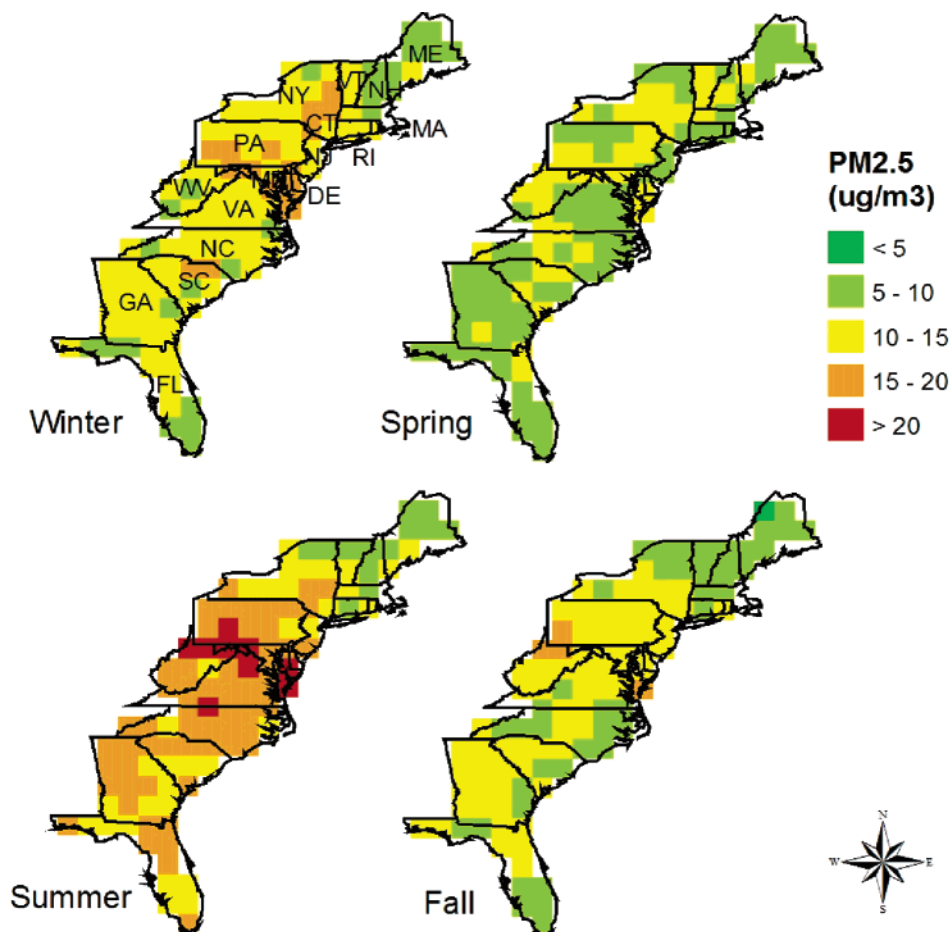 ME
VT
NH
NY
CT
MA
PA
NJ
RI
WV
DE
VA
NC
SC
GA
FL
Winter
Spring
PM2.5
(ug/m3)
< 5
5 - 10
10 - 15
15 - 20
> 20
Summer
Fall
N
W
E
S